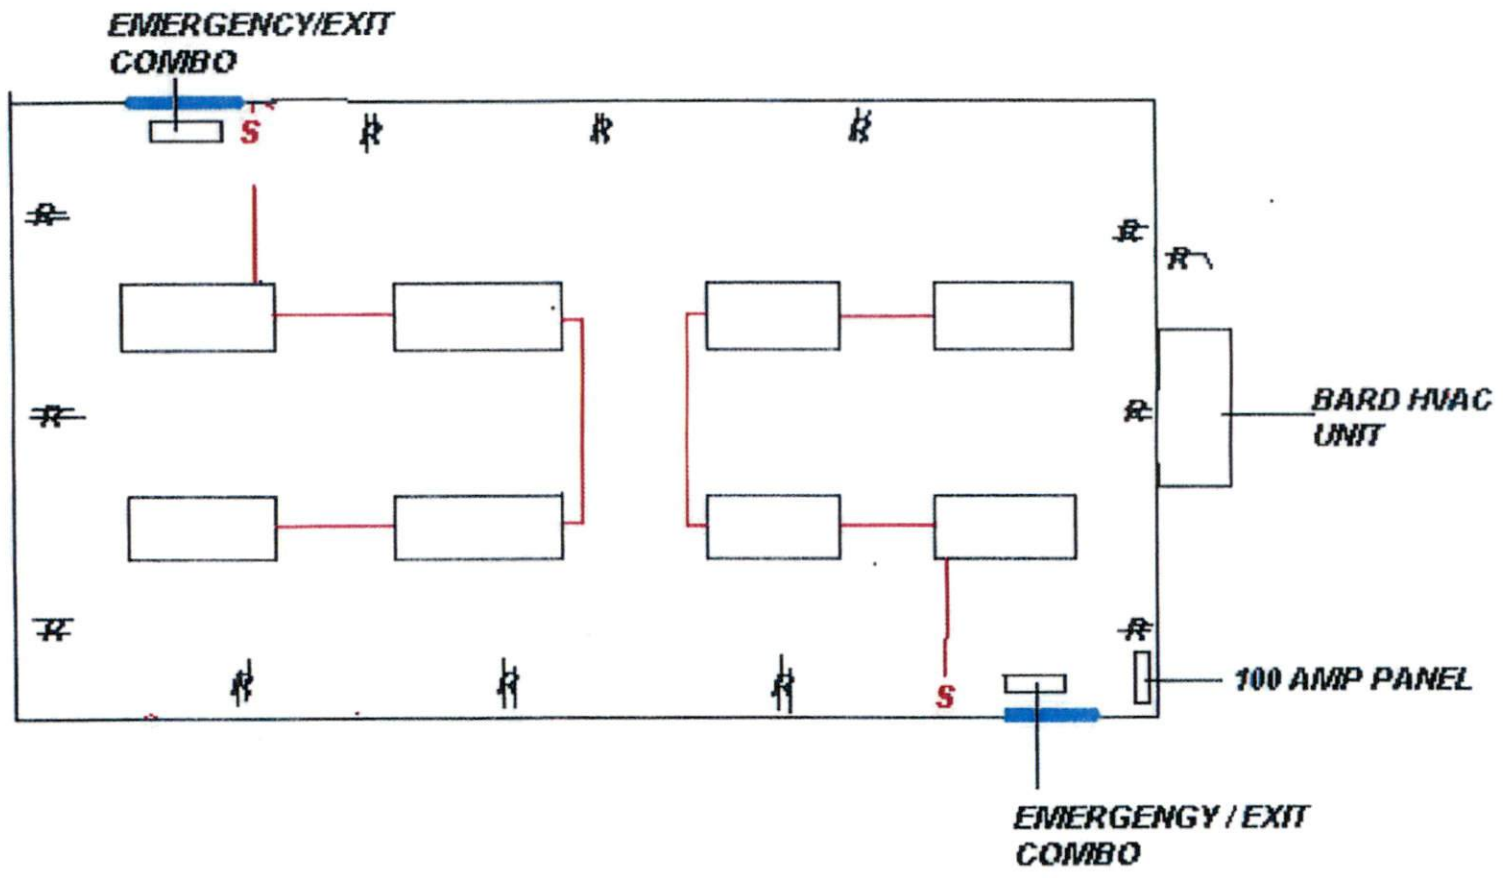 EMERGENCY/EXIT
COMBO
S
R
R
R
R
R
R
R
BARD HVAC
UNIT
R
R
R
R
100 AMP PANEL
R
R
R
S
EMERGENGY / EXIT
COMBO